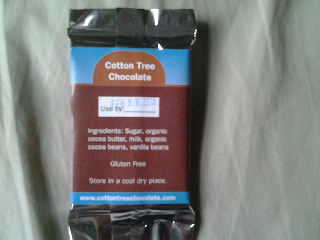 Cotton Tree
Chocolate
Use by:
Ingredients: Sugar, organic
cocoa butter, milk, organic
cocoa beans, vanilla beans
Gluten Free
Store in a cool dry place.
www.cottontreechocolate.com